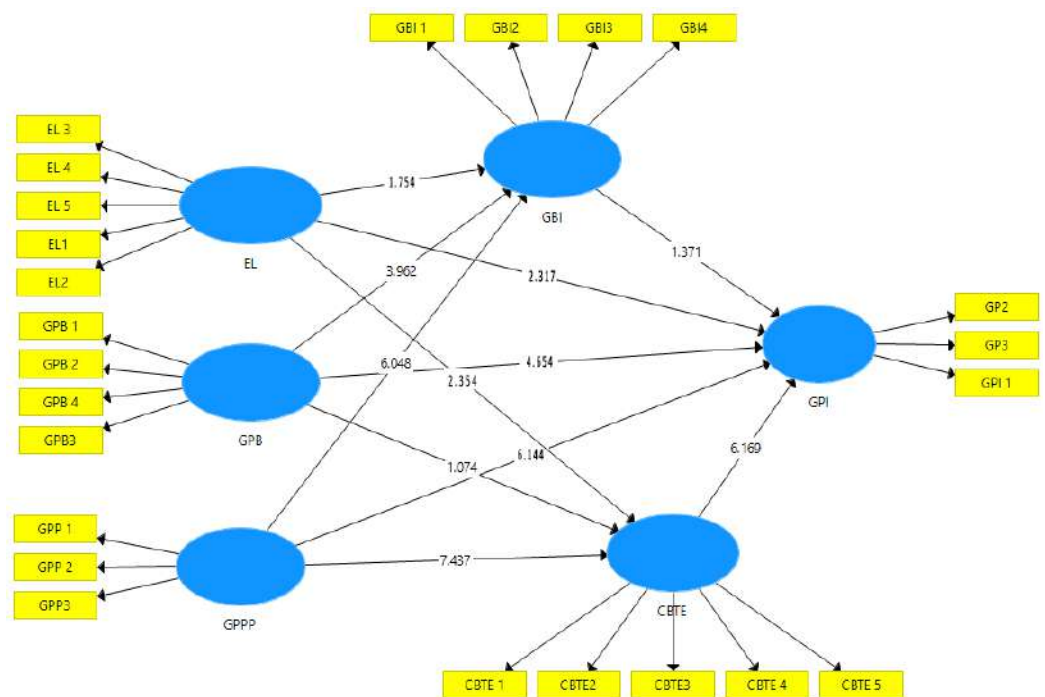 GBI 1
GBI2
GBI3
GBI4
EL 3
EL 4
EL 5
EL1
EL2
EL
GBI
1.754
3.962
2.317
1.371
GPB 1
GPB 2
GPB 4
GPB3
GPB
6.048
2.354
4.654
GP2
GP3
GPI 1
GPI
1.074
6.144
6.169
GPP 1
GPP 2
GPP3
GPPP
7.437
CBTE
CBTE 1
CBTE2
CBTE3
CBTE 4
CBTE 5